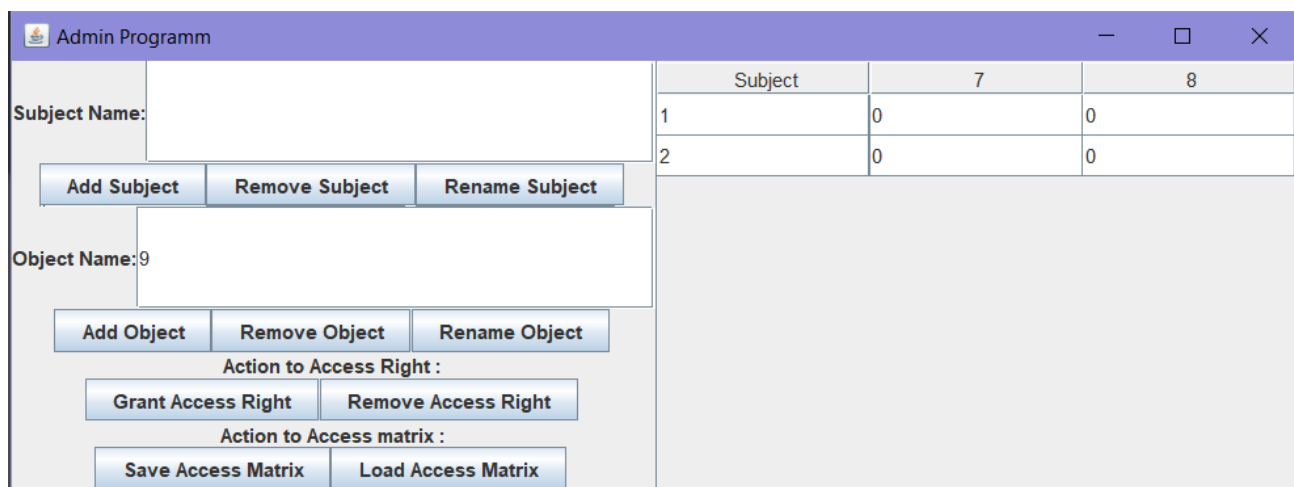 Admin Programm
Subject Name:
Add Subject Remove Subject Rename Subject
Object Name: 9
Add Object Remove Object Rename Object
Action to Access Right :
Grant Access Right Remove Access Right
Action to Access matrix :
Save Access Matrix Load Access Matrix
Subject 7 8
1 0 0
2 0 0